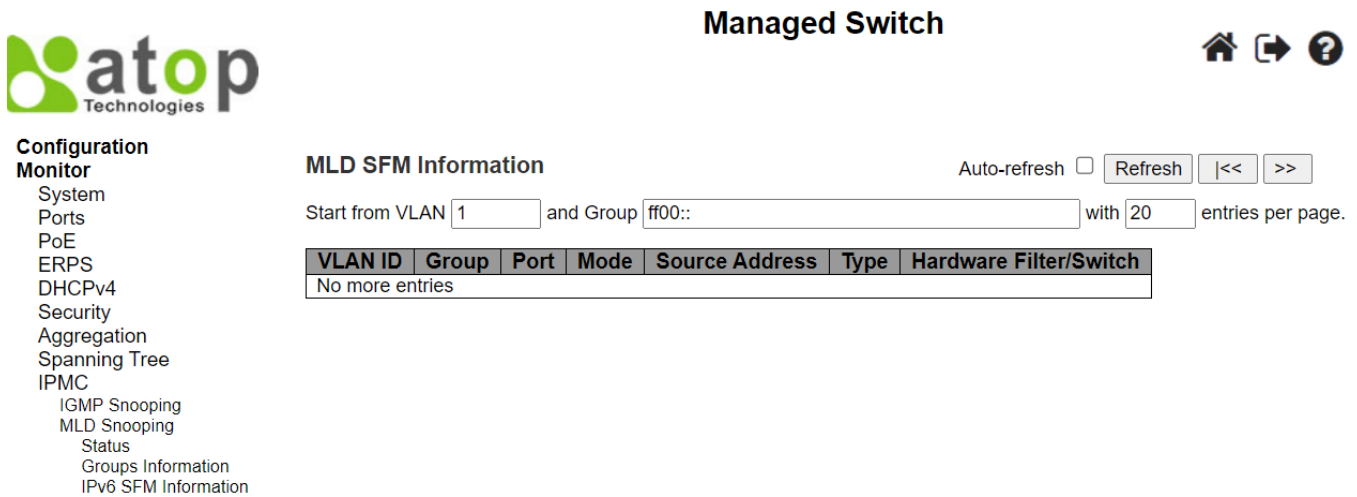 Managed Switch
atop
Technologies
Configuration
Monitor
System
Ports
PoE
ERPS
DHCPv4
Security
Aggregation
Spanning Tree
IPMC
IGMP Snooping
MLD Snooping
Status
Groups Information
IPv6 SFM Information
MLD SFM Information
Auto-refresh Refresh |<< >>
Start from VLAN 1 and Group ff00:: with 20 entries per page.
VLAN ID Group Port Mode Source Address Type Hardware Filter/Switch
No more entries